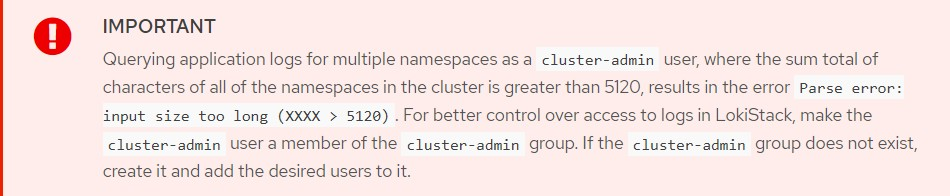 IMPORTANT
Querying application logs for multiple namespaces as a cluster-admin user, where the sum total of
characters of all of the namespaces in the cluster is greater than 5120, results in the error Parse error:
input size too long (XXXX > 5120) . For better control over access to logs in LokiStack, make the
cluster-admin user a member of the cluster-admin group. If the cluster-admin group does not exist,
create it and add the desired users to it.